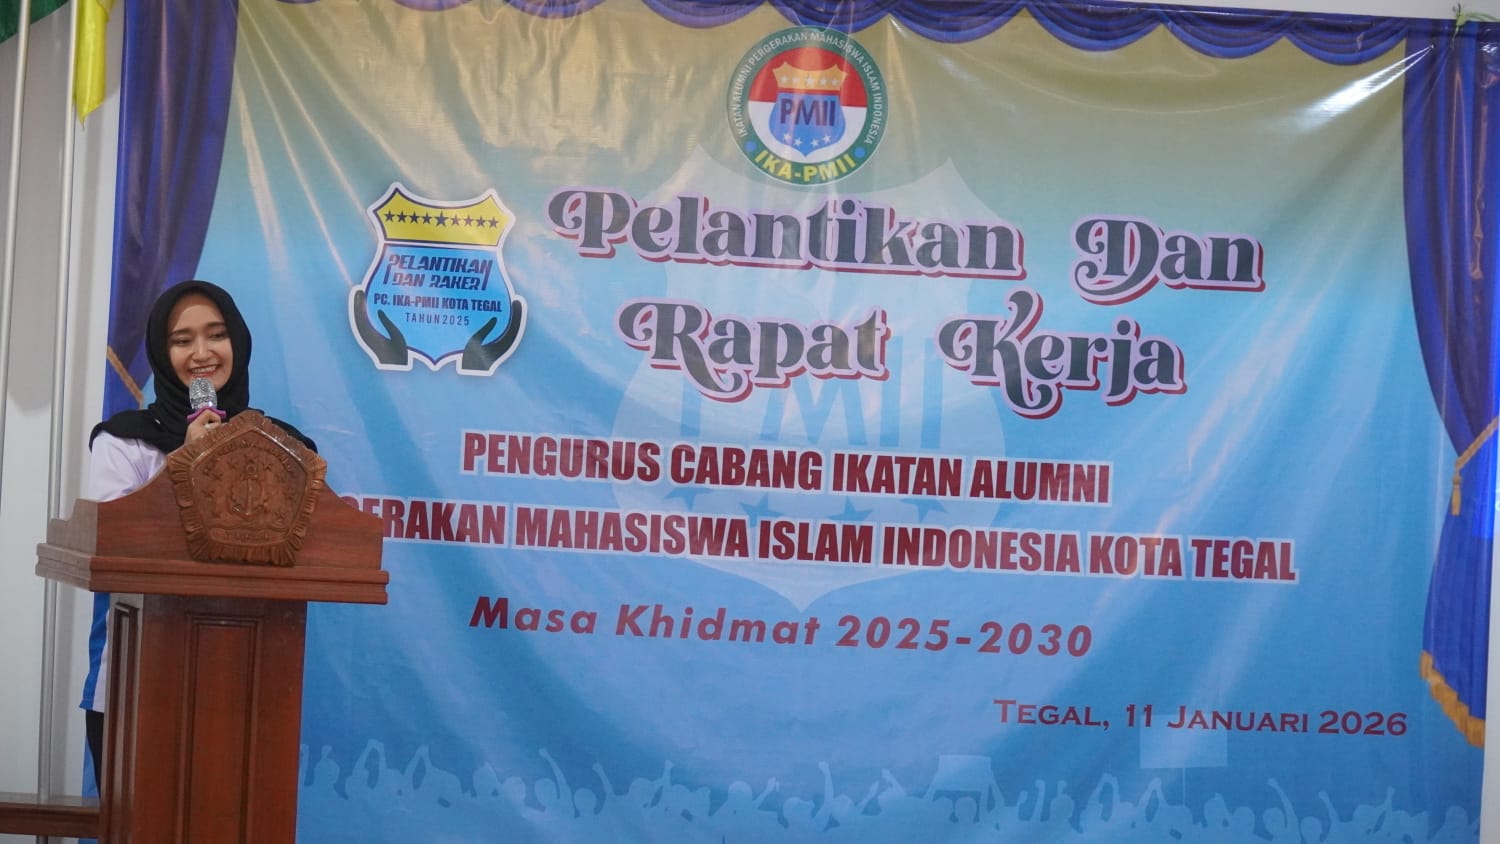 IKATAN ALUMNI PERGERAKAN MAHASISWA ISLAM INDONESIA
PMII
IKA-PMII
PELANTIKAN
DAN RAKER
PC. IKA-PMII KOTA TEGAL
TAHUN 2025
Pelantikan Dan
Rapat Kerja
PMII
PENGURUS CABANG IKATAN ALUMNI
GERAKAN MAHASISWA ISLAM INDONESIA KOTA TEGAL
Masa Khidmat 2025-2030
TEGAL, 11 JANUARI 2026